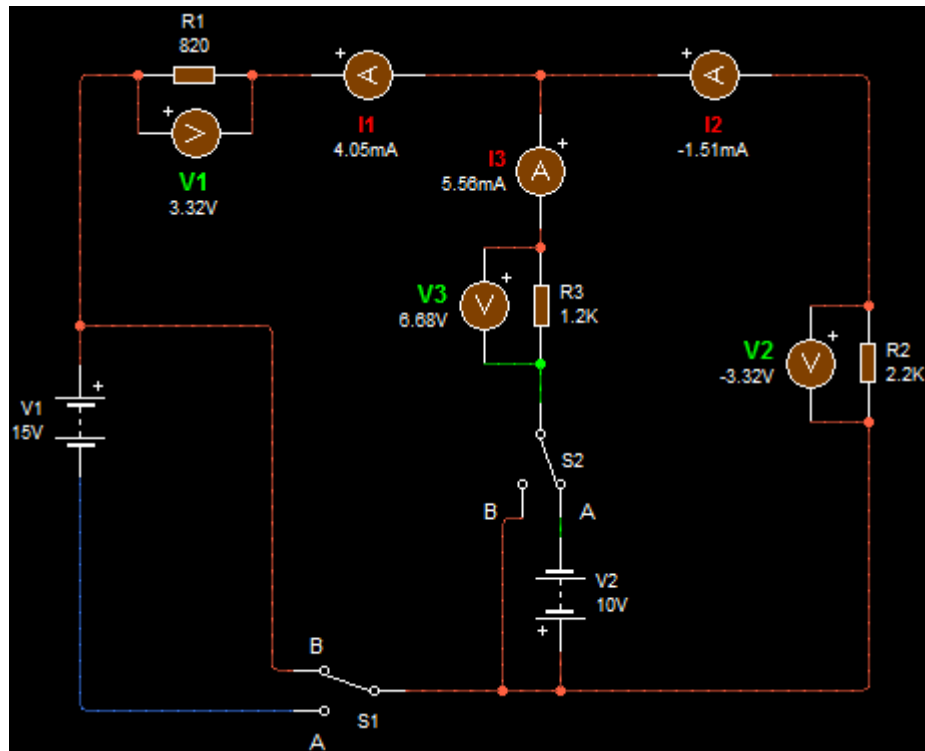 R1
820
+
A
+
A
+
V
I1
4.05mA
I2
-1.51mA
V1
3.32V
I3
5.56mA
A
+
V3
6.68V
V
+
R3
1.2K
V2
-3.32V
V
+
R2
2.2K
V1
15V
+
S2
B
A
V2
10V
+
B
S1
A